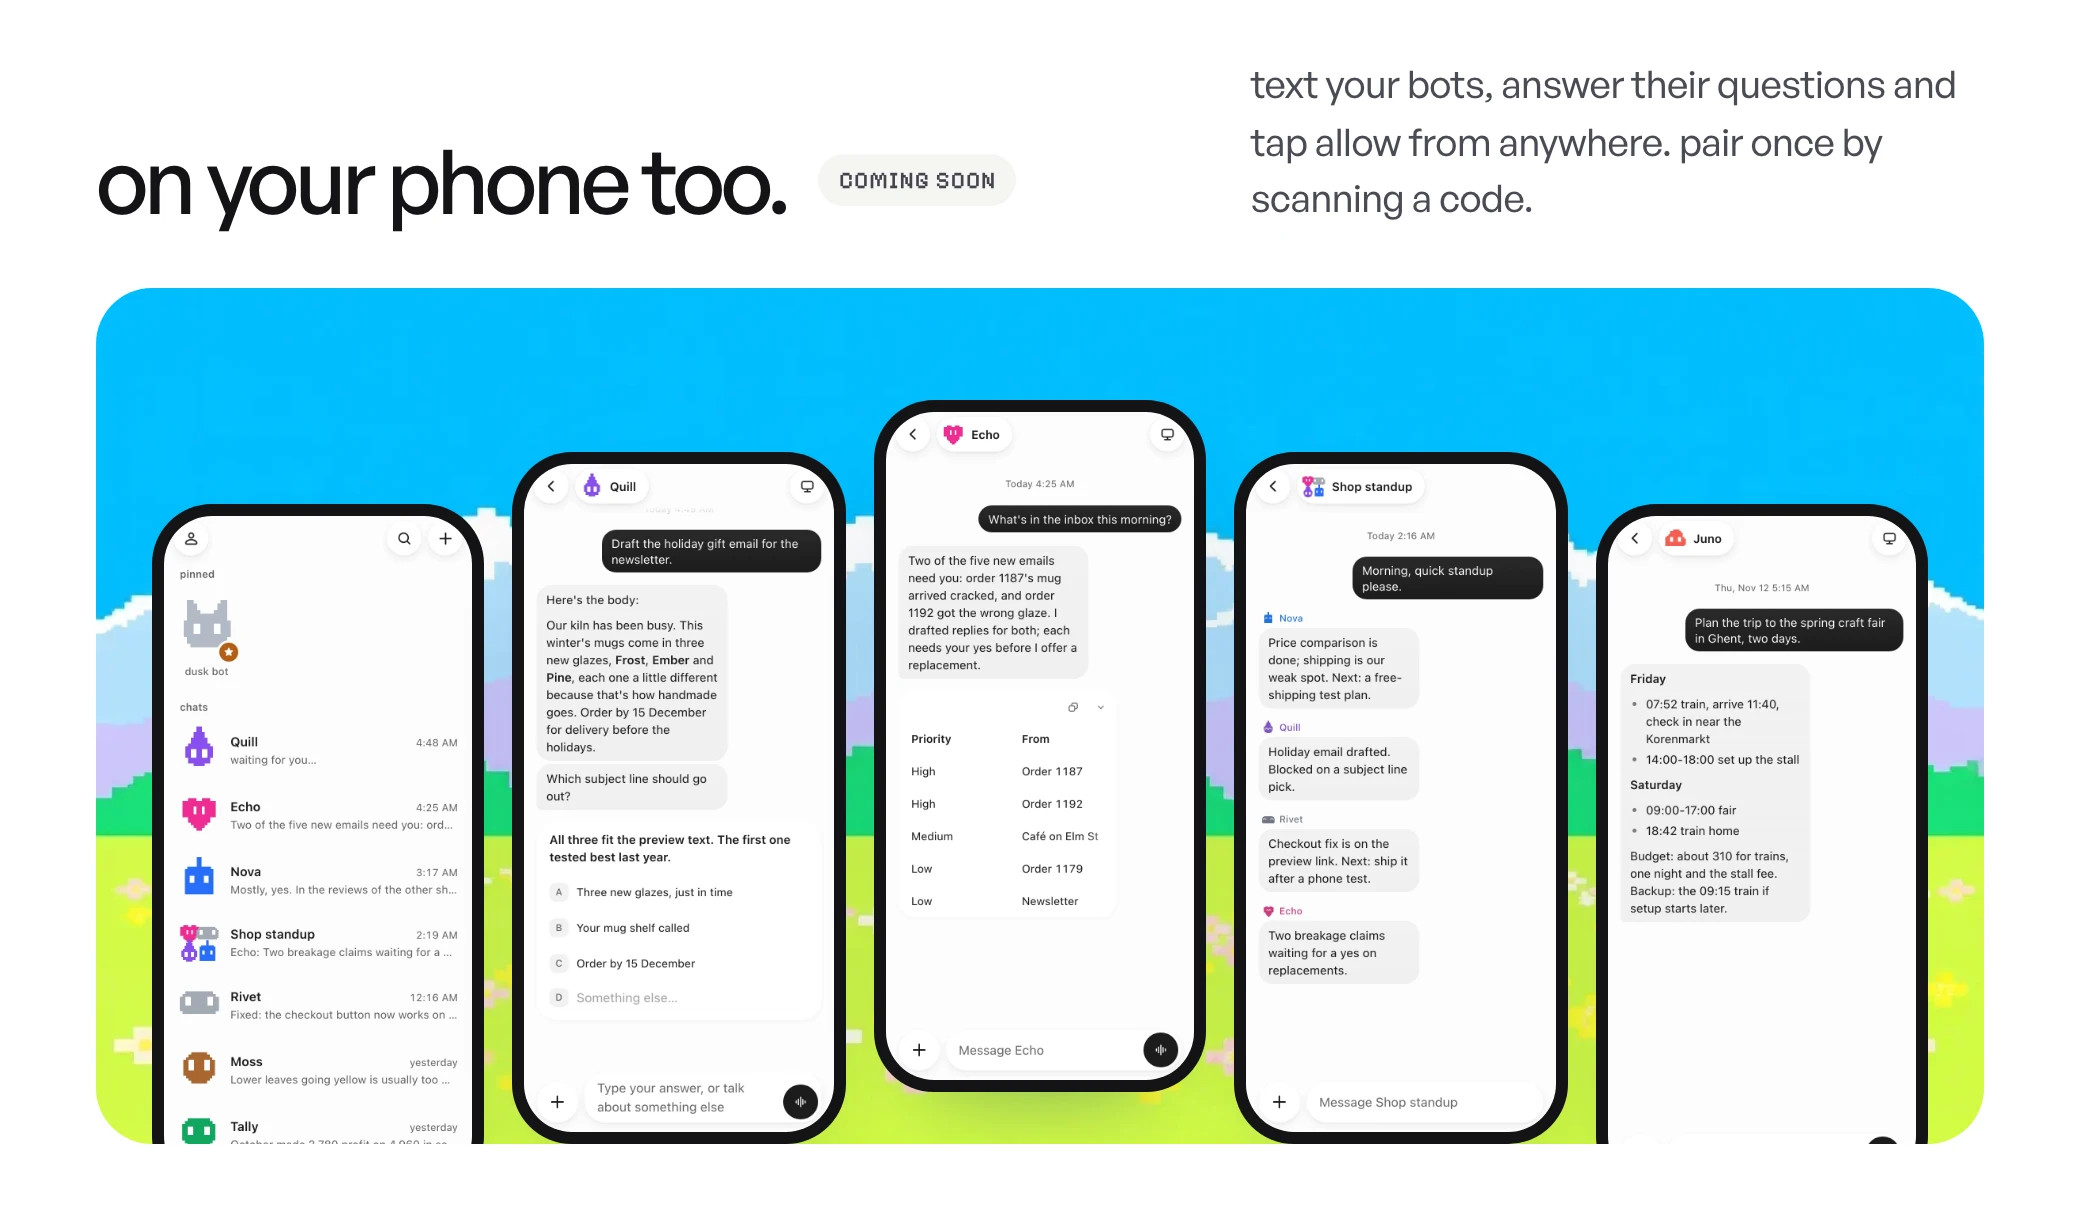 on your phone too.
COMING SOON
text your bots, answer their questions and
tap allow from anywhere. pair once by
scanning a code.
pinned
dusk bot
chats
Quill 4:48 AM
waiting for you...
Echo 4:25 AM
Two of the five new emails need you: ord...
Nova 3:17 AM
Mostly, yes. In the reviews of the other sh...
Shop standup 2:19 AM
Echo: Two breakage claims waiting for a ...
Rivet 12:16 AM
Fixed: the checkout button now works on ...
Moss yesterday
Lower leaves going yellow is usually too ...
Tally yesterday
Quill
Draft the holiday gift email for the
newsletter.
Here's the body:
Our kiln has been busy. This
winter's mugs come in three
new glazes, Frost, Ember and
Pine, each one a little different
because that's how handmade
goes. Order by 15 December
for delivery before the
holidays.
Which subject line should go
out?
All three fit the preview text. The first one
tested best last year.
A Three new glazes, just in time
B Your mug shelf called
C Order by 15 December
D Something else...
Type your answer, or talk
about something else
Echo
Today 4:25 AM
What's in the inbox this morning?
Two of the five new emails
need you: order 1187's mug
arrived cracked, and order
1192 got the wrong glaze. I
drafted replies for both; each
needs your yes before I offer a
replacement.
Priority From
High Order 1187
High Order 1192
Medium Café on Elm St
Low Order 1179
Low Newsletter
Message Echo
Shop standup
Today 2:16 AM
Morning, quick standup
please.
Nova
Price comparison is
done; shipping is our
weak spot. Next: a free-
shipping test plan.
Quill
Holiday email drafted.
Blocked on a subject line
pick.
Rivet
Checkout fix is on the
preview link. Next: ship it
after a phone test.
Echo
Two breakage claims
waiting for a yes on
replacements.
Message Shop standup
Juno
Thu, Nov 12 5:15 AM
Plan the trip to the spring craft fair
in Ghent, two days.
Friday
• 07:52 train, arrive 11:40,
check in near the
Korenmarkt
• 14:00-18:00 set up the stall
Saturday
• 09:00-17:00 fair
• 18:42 train home
Budget: about 310 for trains,
one night and the stall fee.
Backup: the 09:15 train if
setup starts later.